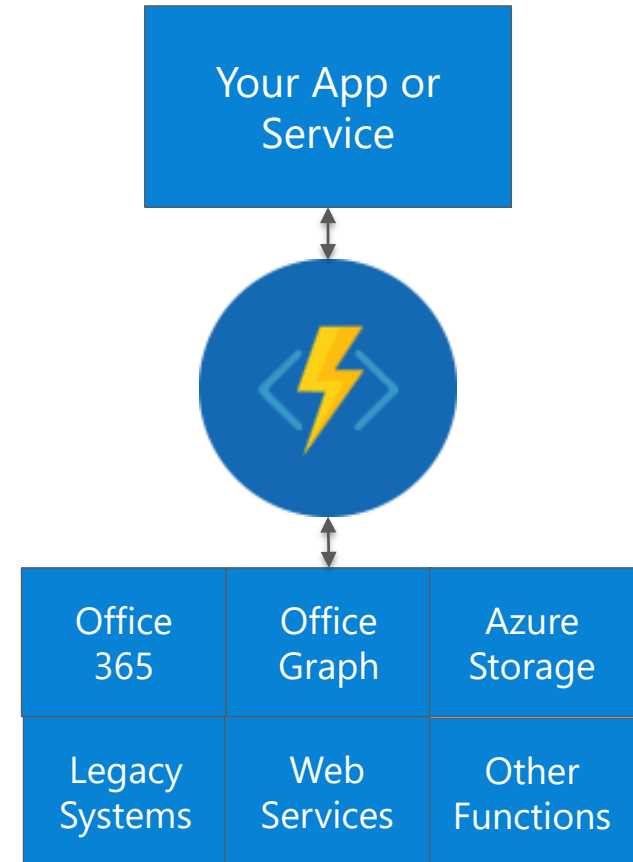 Your App or
Service
Office
365
Office
Graph
Azure
Storage
Legacy
Systems
Web
Services
Other
Functions